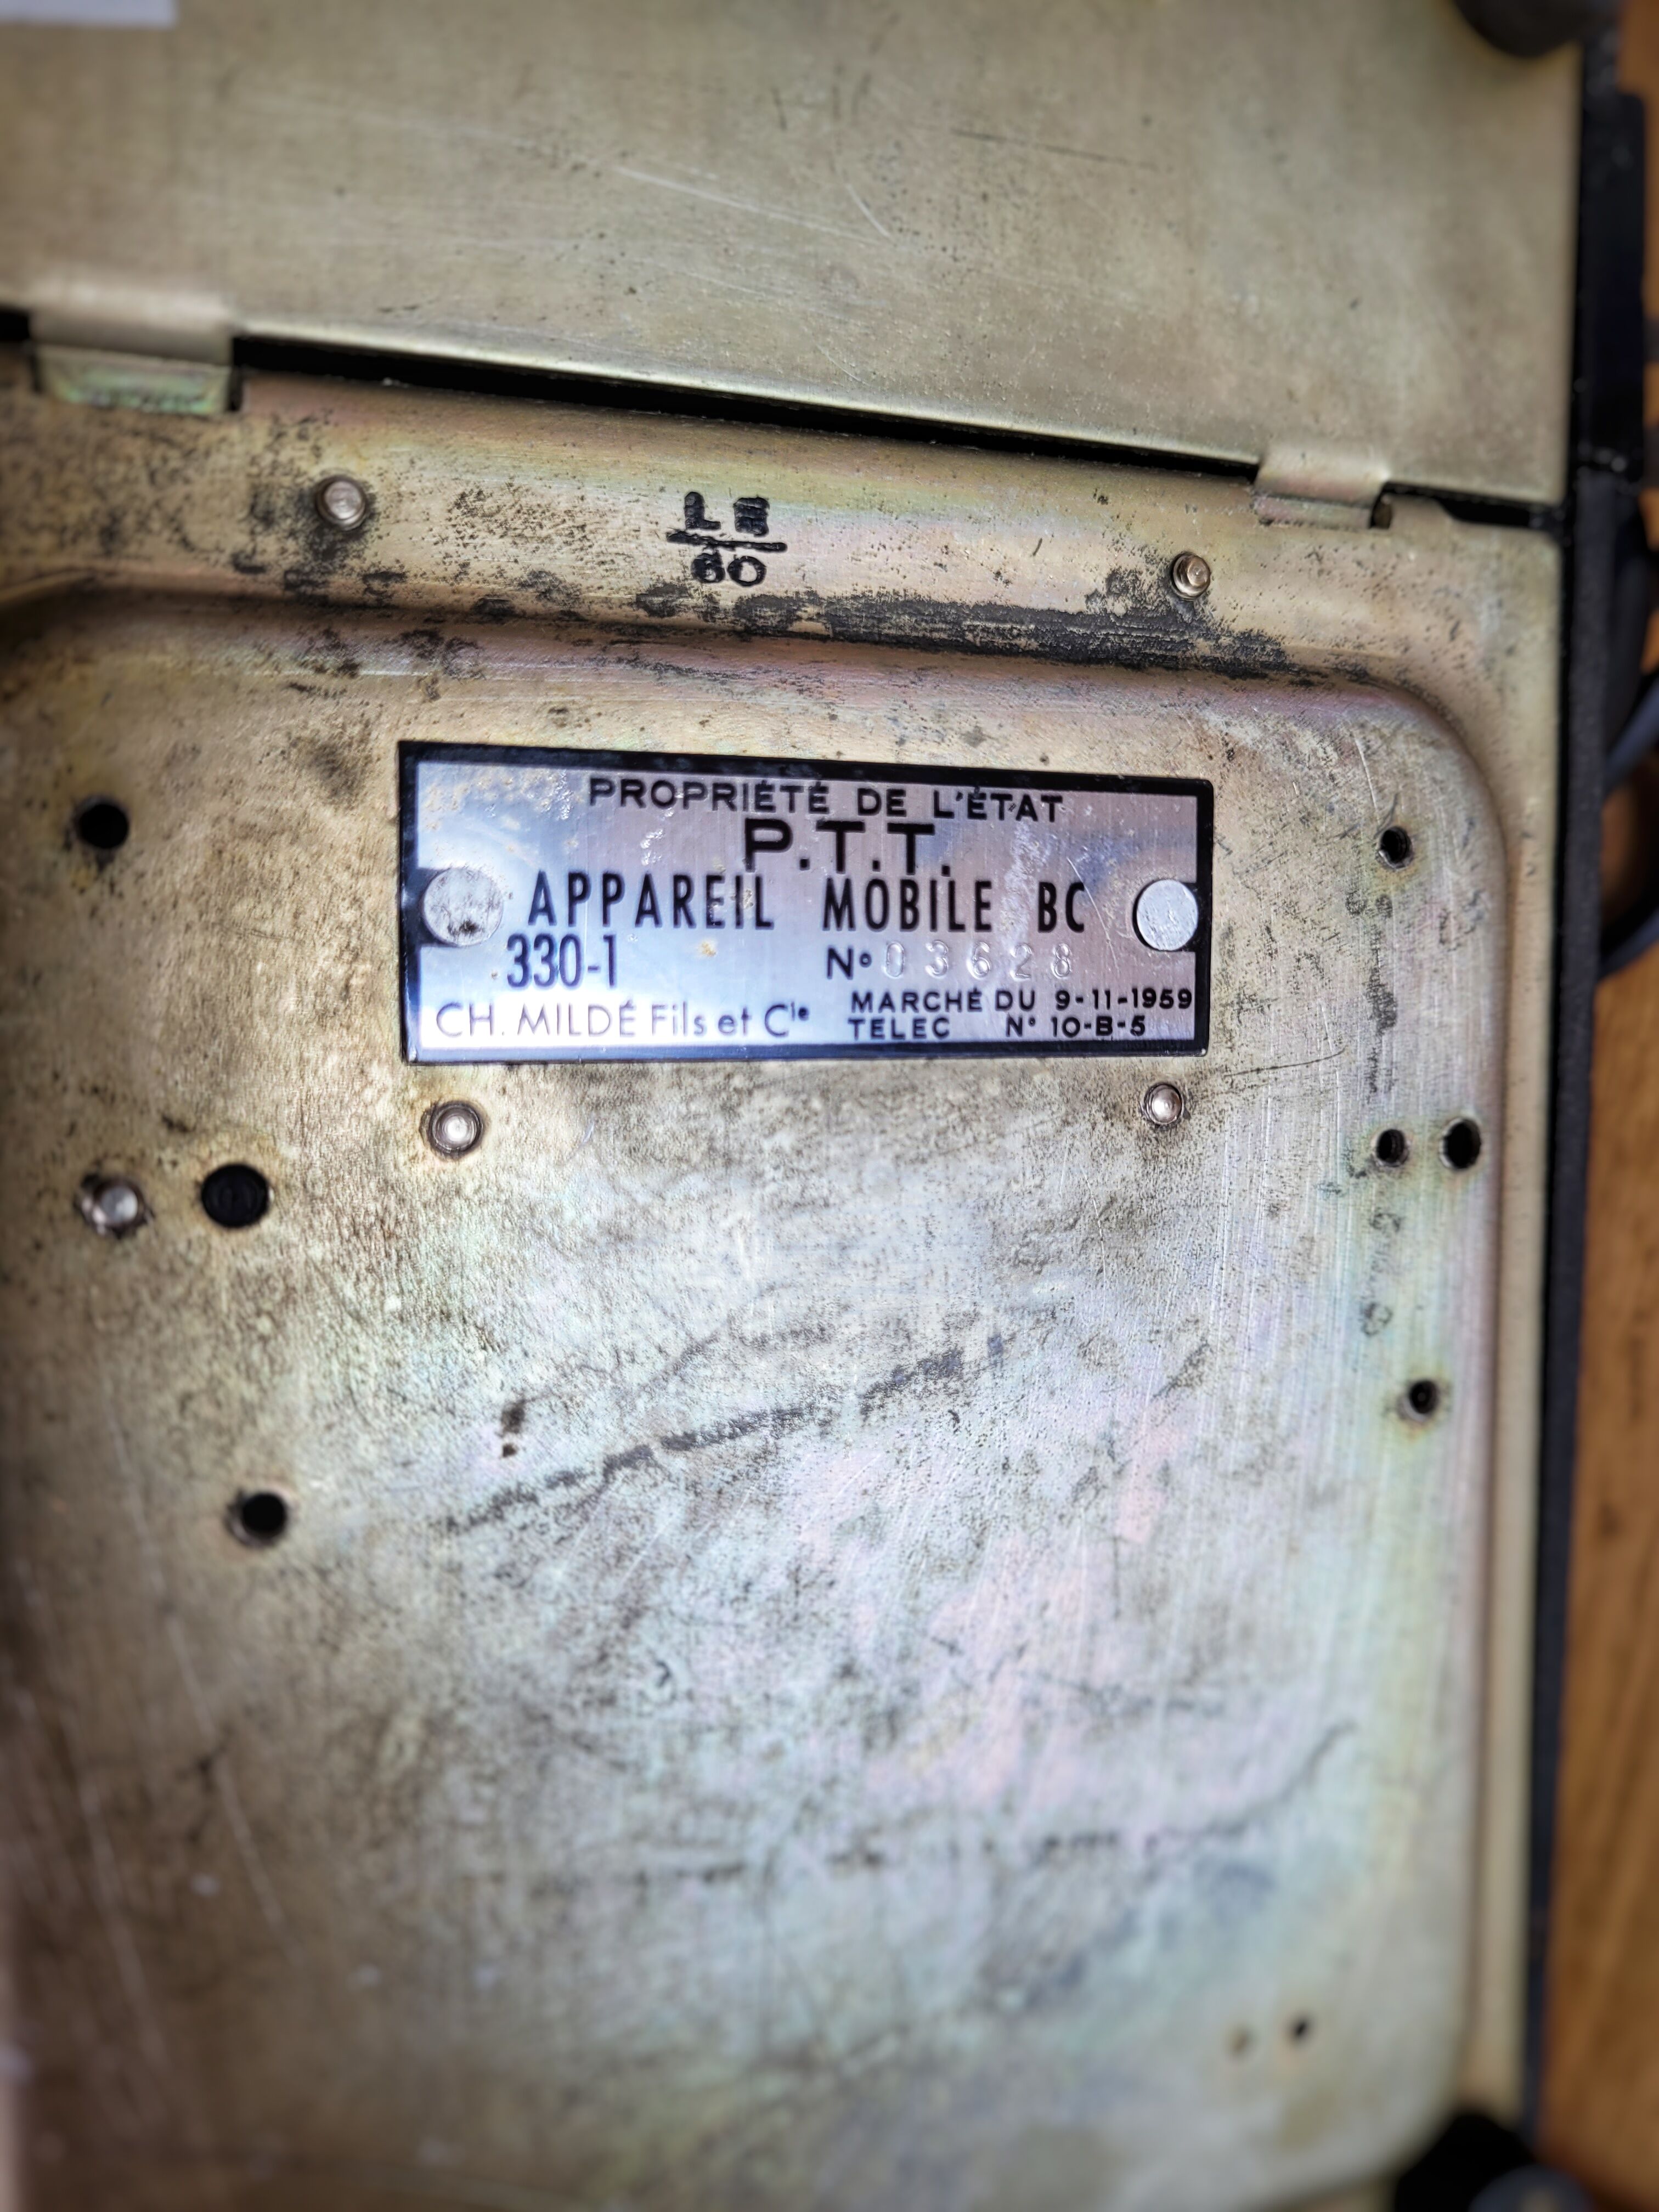 60
PROPRIÉTÉ DE L'ÉTAT
P.T.T.
APPAREIL MOBILE BC
330-1 N° 03628
CH. MILDÉ Fils et Cie MARCHÉ DU 9-11-1959
TELEC N° 10-B-5